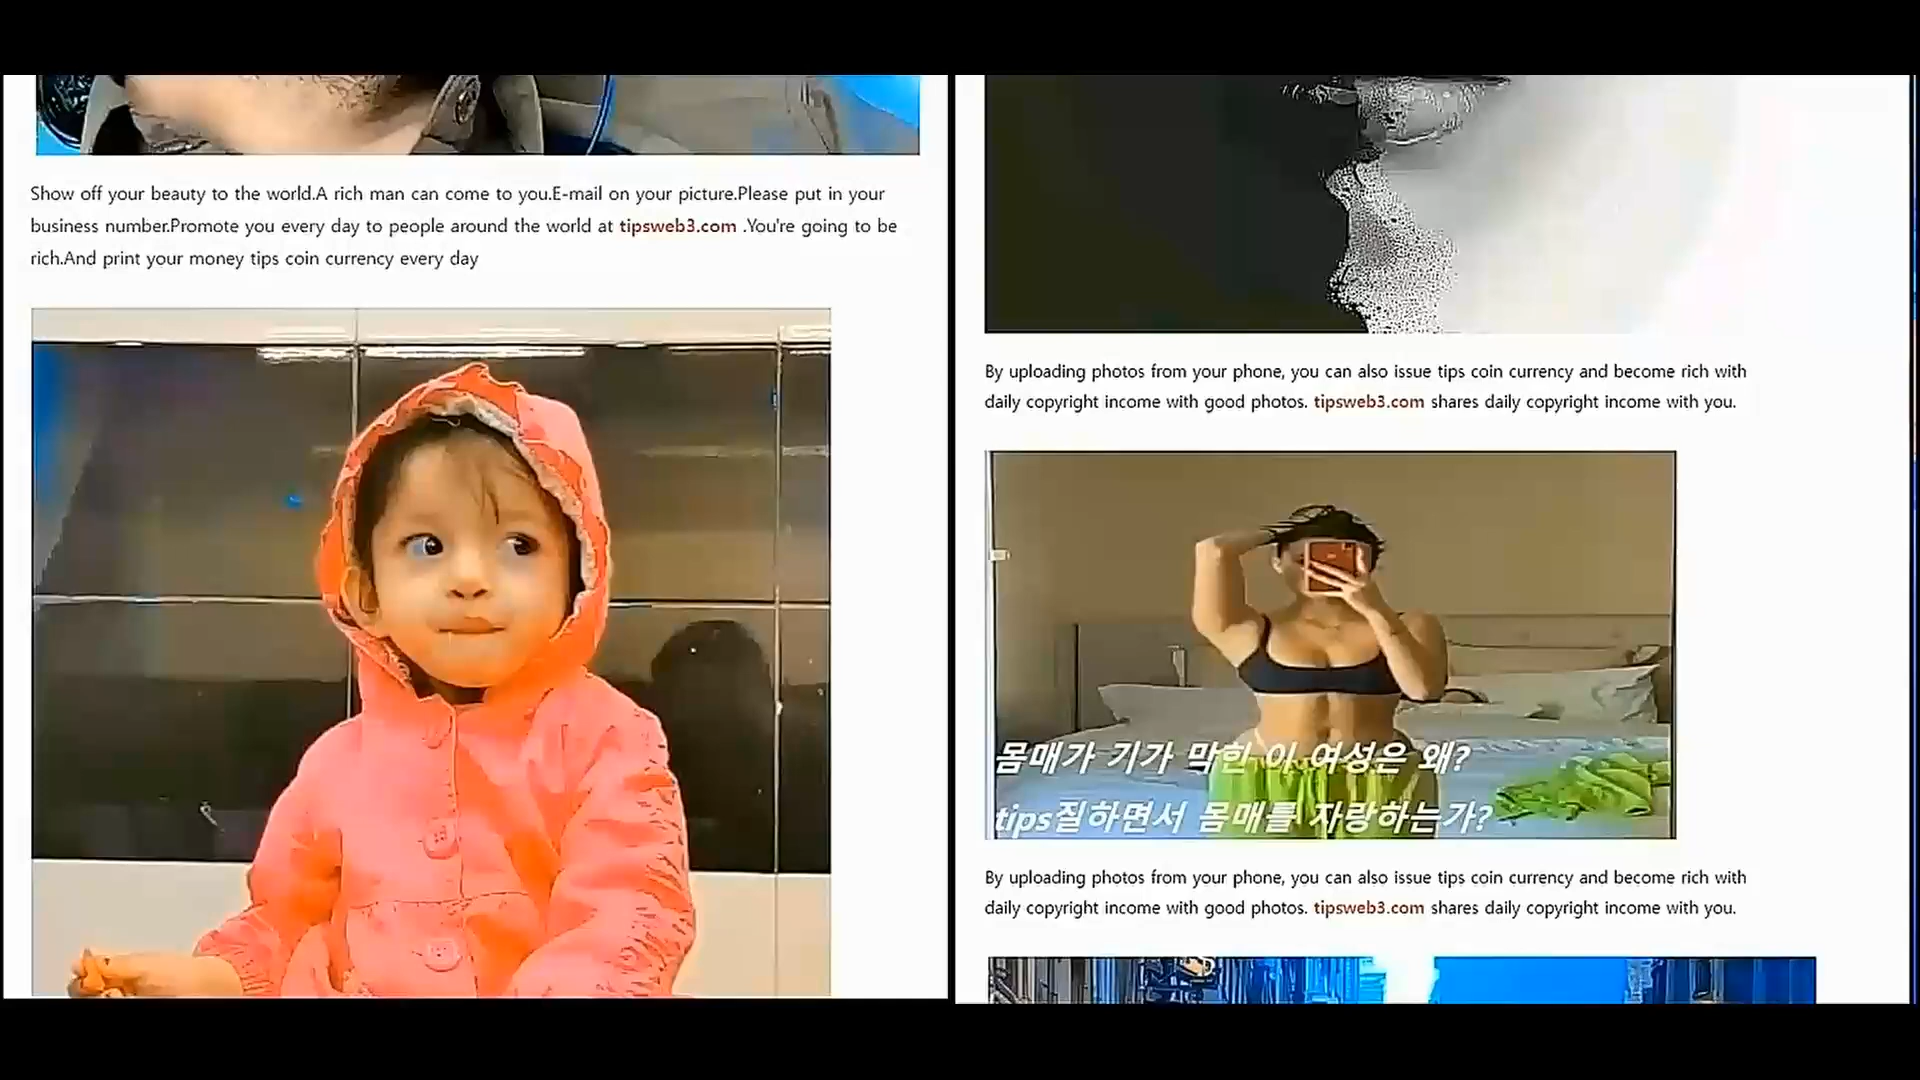 Show off your beauty to the world.A rich man can come to you.E-mail on your picture.Please put in your
business number.Promote you every day to people around the world at tipsweb3.com .You're going to be
rich.And print your money tips coin currency every day
By uploading photos from your phone, you can also issue tips coin currency and become rich with
daily copyright income with good photos. tipsweb3.com shares daily copyright income with you.
몸매가 기가 막힌 이 여성은 왜?
tips질하면서 몸매를 자랑하는가?
By uploading photos from your phone, you can also issue tips coin currency and become rich with
daily copyright income with good photos. tipsweb3.com shares daily copyright income with you.